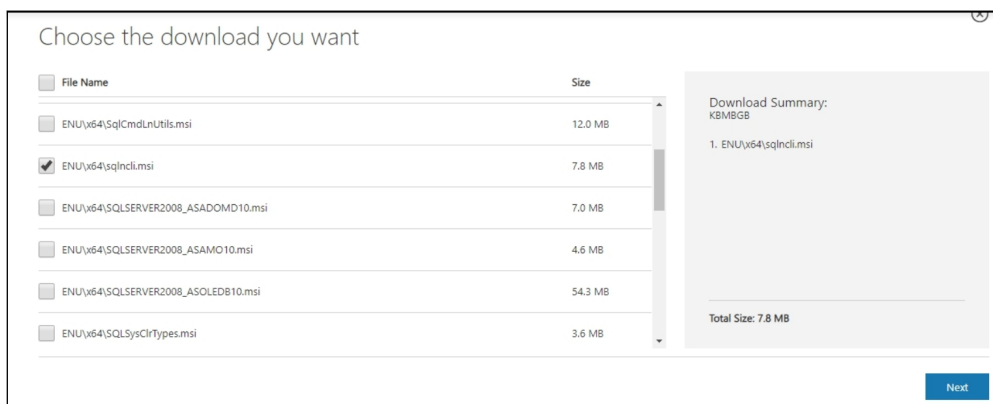 Choose the download you want
File Name Size
ENU\x64\SqlCmdLnUtils.msi 12.0 MB
ENU\x64\sqlncli.msi 7.8 MB
ENU\x64\SQLSERVER2008_ASADOMD10.msi 7.0 MB
ENU\x64\SQLSERVER2008_ASAMO10.msi 4.6 MB
ENU\x64\SQLSERVER2008_ASOLEDB10.msi 54.3 MB
ENU\x64\SQLSysClrTypes.msi 3.6 MB
Download Summary:
KBMBGB
1. ENU\x64\sqlncli.msi
Total Size: 7.8 MB
Next